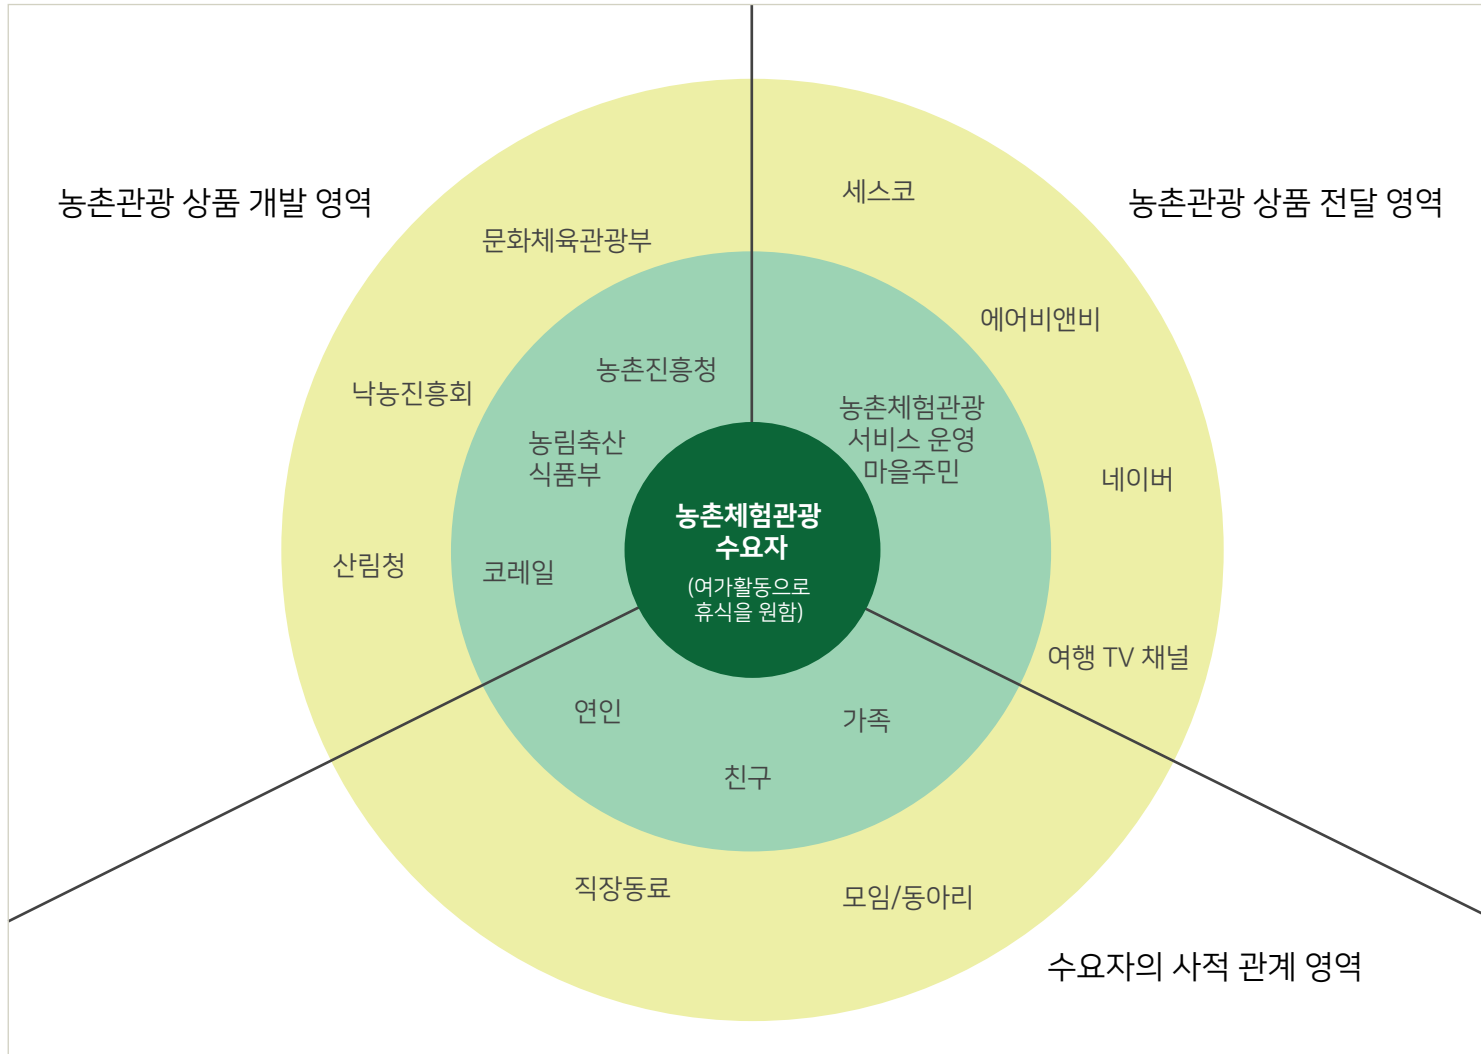 농촌관광 상품 개발 영역
농촌관광 상품 전달 영역
세스코
문화체육관광부
에어비앤비
농촌진흥청
낙농진흥회
농촌체험관광
서비스 운영
마을주민
농림축산
식품부
네이버
농촌체험관광
수요자
(여가활동으로
휴식을 원함)
산림청
코레일
여행 TV 채널
연인
가족
친구
직장동료
모임/동아리
수요자의 사적 관계 영역